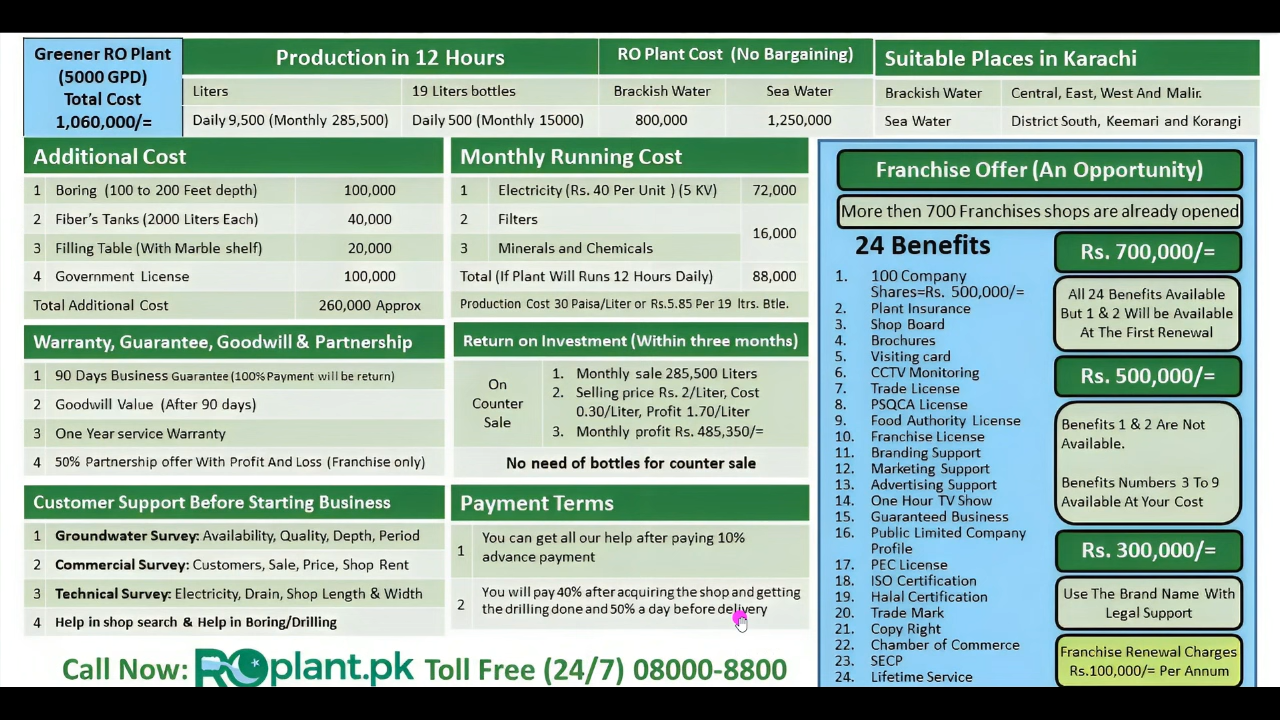 Greener RO Plant
(5000 GPD)
Total Cost
1,060,000/=
Production in 12 Hours
RO Plant Cost (No Bargaining)
Liters
19 Liters bottles
Brackish Water
Sea Water
Daily 9,500 (Monthly 285,500)
Daily 500 (Monthly 15000)
800,000
1,250,000
Suitable Places in Karachi
Brackish Water
Central, East, West And Malir.
Sea Water
District South, Keemari and Korangi
Additional Cost
1 Boring (100 to 200 Feet depth) 100,000
2 Fiber's Tanks (2000 Liters Each) 40,000
3 Filling Table (With Marble shelf) 20,000
4 Government License 100,000
Total Additional Cost 260,000 Approx
Monthly Running Cost
1 Electricity (Rs. 40 Per Unit ) (5 KV) 72,000
2 Filters
16,000
3 Minerals and Chemicals
Total (If Plant Will Runs 12 Hours Daily) 88,000
Production Cost 30 Paisa/Liter or Rs.5.85 Per 19 ltrs. Btle.
Warranty, Guarantee, Goodwill & Partnership
1 90 Days Business Guarantee (100% Payment will be return)
2 Goodwill Value (After 90 days)
3 One Year service Warranty
4 50% Partnership offer With Profit And Loss (Franchise only)
Return on Investment (Within three months)
On
Counter
Sale
1. Monthly sale 285,500 Liters
2. Selling price Rs. 2/Liter, Cost
0.30/Liter, Profit 1.70/Liter
3. Monthly profit Rs. 485,350/=
No need of bottles for counter sale
Customer Support Before Starting Business
1 Groundwater Survey: Availability, Quality, Depth, Period
2 Commercial Survey: Customers, Sale, Price, Shop Rent
3 Technical Survey: Electricity, Drain, Shop Length & Width
4 Help in shop search & Help in Boring/Drilling
Payment Terms
1 You can get all our help after paying 10%
advance payment
2 You will pay 40% after acquiring the shop and getting
the drilling done and 50% a day before delivery
Franchise Offer (An Opportunity)
More then 700 Franchises shops are already opened
24 Benefits
1. 100 Company
Shares=Rs. 500,000/=
2. Plant Insurance
3. Shop Board
4. Brochures
5. Visiting card
6. CCTV Monitoring
7. Trade License
8. PSQCA License
9. Food Authority License
10. Franchise License
11. Branding Support
12. Marketing Support
13. Advertising Support
14. One Hour TV Show
15. Guaranteed Business
16. Public Limited Company
Profile
17. PEC License
18. ISO Certification
19. Halal Certification
20. Trade Mark
21. Copy Right
22. Chamber of Commerce
23. SECP
24. Lifetime Service
Rs. 700,000/=
All 24 Benefits Available
But 1 & 2 Will be Available
At The First Renewal
Rs. 500,000/=
Benefits 1 & 2 Are Not
Available.
Benefits Numbers 3 To 9
Available At Your Cost
Rs. 300,000/=
Use The Brand Name With
Legal Support
Franchise Renewal Charges
Rs.100,000/= Per Annum
Call Now: ROplant.pk Toll Free (24/7) 08000-8800